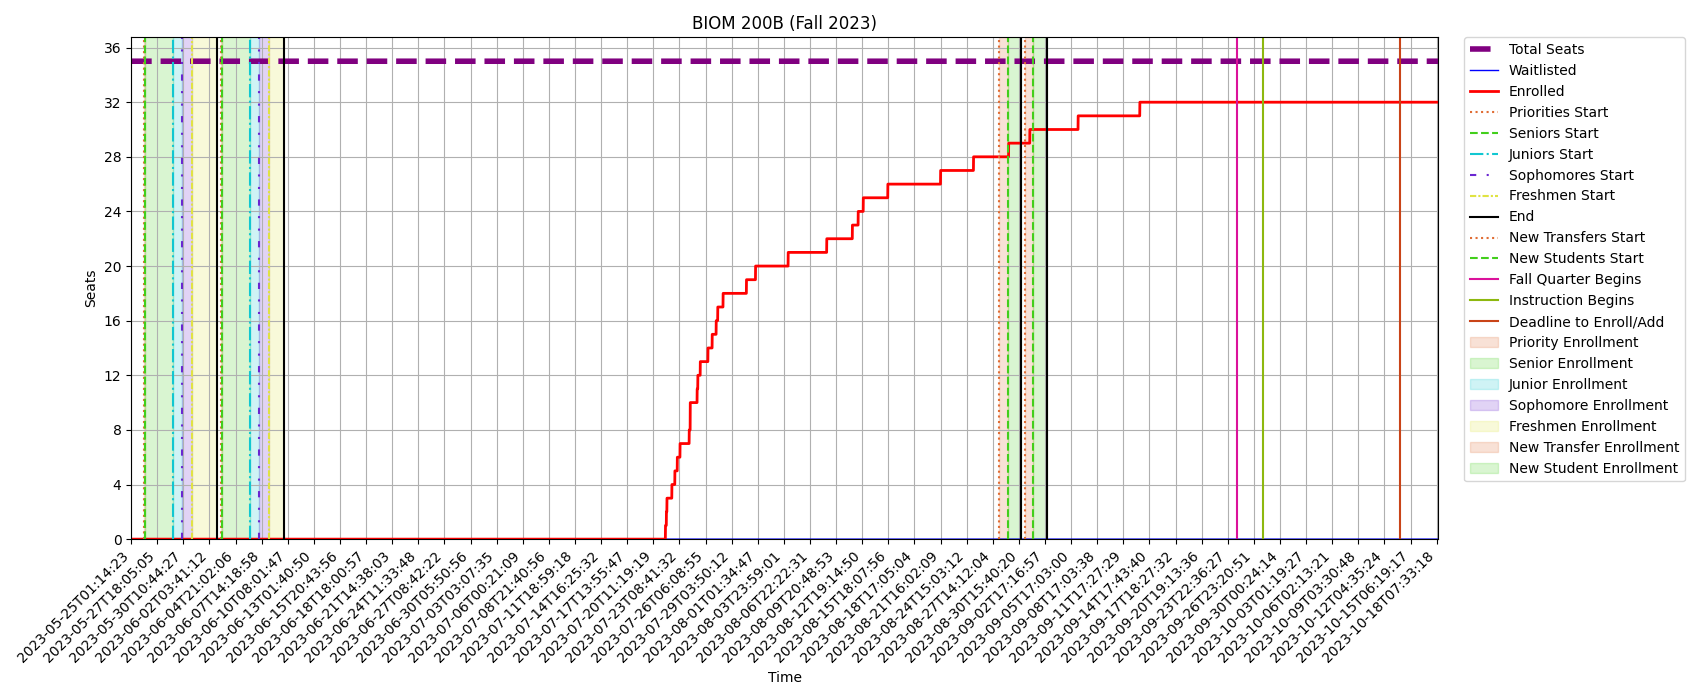 BIOM 200B (Fall 2023)
Seats
36
32
28
24
20
16
12
8
4
0
2023-05-25T01:14:23
2023-05-27T18:05:05
2023-05-30T10:44:27
2023-06-02T03:41:12
2023-06-04T21:02:06
2023-06-07T14:18:58
2023-06-10T08:01:47
2023-06-13T01:40:50
2023-06-15T20:43:56
2023-06-18T18:00:57
2023-06-21T14:38:03
2023-06-24T11:33:48
2023-06-27T08:42:22
2023-06-30T05:50:56
2023-07-03T03:07:35
2023-07-06T00:21:09
2023-07-08T21:40:56
2023-07-11T18:59:18
2023-07-14T16:25:32
2023-07-17T13:55:47
2023-07-20T11:19:19
2023-07-23T08:41:32
2023-07-26T06:08:55
2023-07-29T03:50:12
2023-08-01T01:34:47
2023-08-03T23:59:01
2023-08-06T22:22:31
2023-08-09T20:48:53
2023-08-12T19:14:50
2023-08-15T18:07:56
2023-08-18T17:05:04
2023-08-21T16:02:09
2023-08-24T15:03:12
2023-08-27T14:12:04
2023-08-30T15:40:20
2023-09-02T17:16:57
2023-09-05T17:03:00
2023-09-08T17:03:38
2023-09-11T17:27:29
2023-09-14T17:43:40
2023-09-17T18:27:32
2023-09-20T19:13:36
2023-09-23T22:36:27
2023-09-26T23:20:51
2023-09-30T00:24:14
2023-10-03T01:19:27
2023-10-06T02:13:21
2023-10-09T03:30:48
2023-10-12T04:35:24
2023-10-15T06:19:17
2023-10-18T07:33:18
Time
Total Seats
Waitlisted
Enrolled
Priorities Start
Seniors Start
Juniors Start
Sophomores Start
Freshmen Start
End
New Transfers Start
New Students Start
Fall Quarter Begins
Instruction Begins
Deadline to Enroll/Add
Priority Enrollment
Senior Enrollment
Junior Enrollment
Sophomore Enrollment
Freshmen Enrollment
New Transfer Enrollment
New Student Enrollment